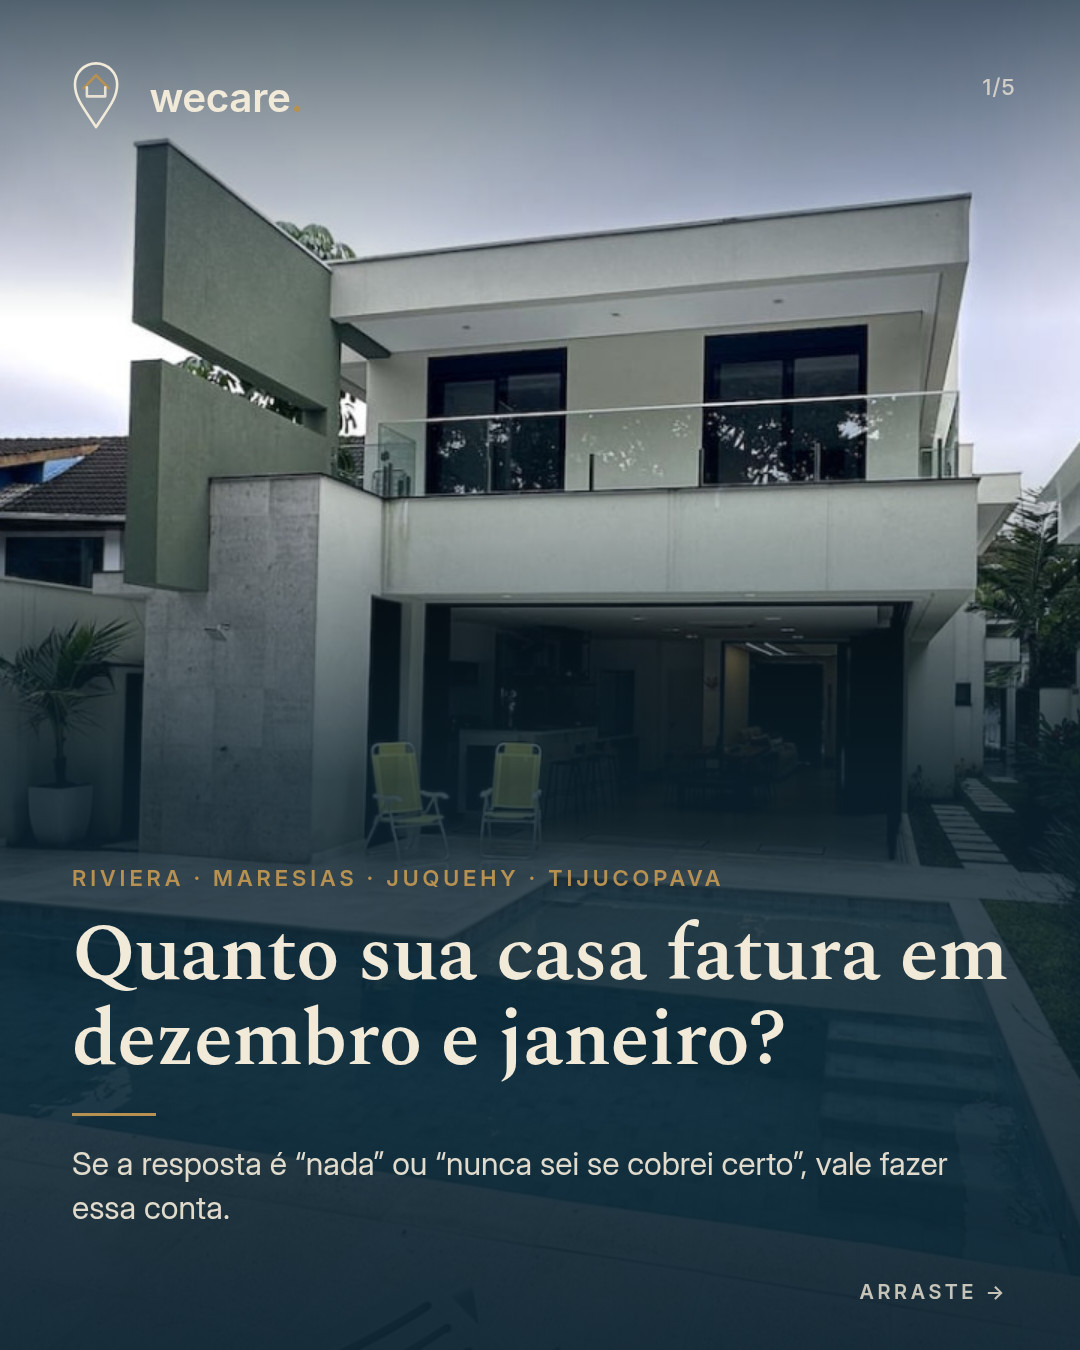 wecare.
1/5
RIVIERA · MARESIAS · JUQUEHY · TIJUCOPAVA
Quanto sua casa fatura em
dezembro e janeiro?
Se a resposta é “nada” ou “nunca sei se cobrei certo”, vale fazer
essa conta.
ARRASTE →